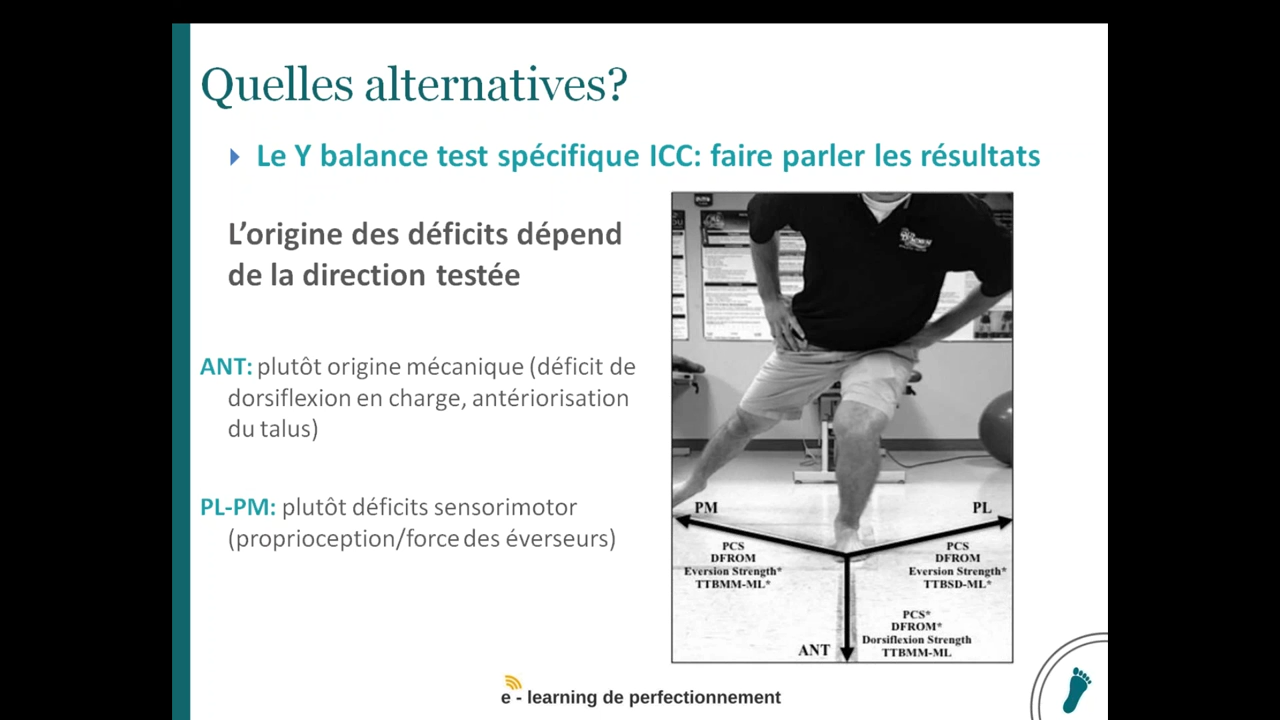 Quelles alternatives?
Le Y balance test spécifique ICC: faire parler les résultats
L'origine des déficits dépend
de la direction testée
ANT: plutôt origine mécanique (déficit de
dorsiflexion en charge, antériorisation
du talus)
PL-PM: plutôt déficits sensorimotor
(proprioception/force des éverseurs)
PM
PL
PCS
DFROM
Eversion Strength*
TTBMM-ML*
PCS
DFROM
Eversion Strength*
TTBSD-ML*
PCS*
DFROM*
Dorsiflexion Strength
TTBMM-ML
ANT
e - learning de perfectionnement